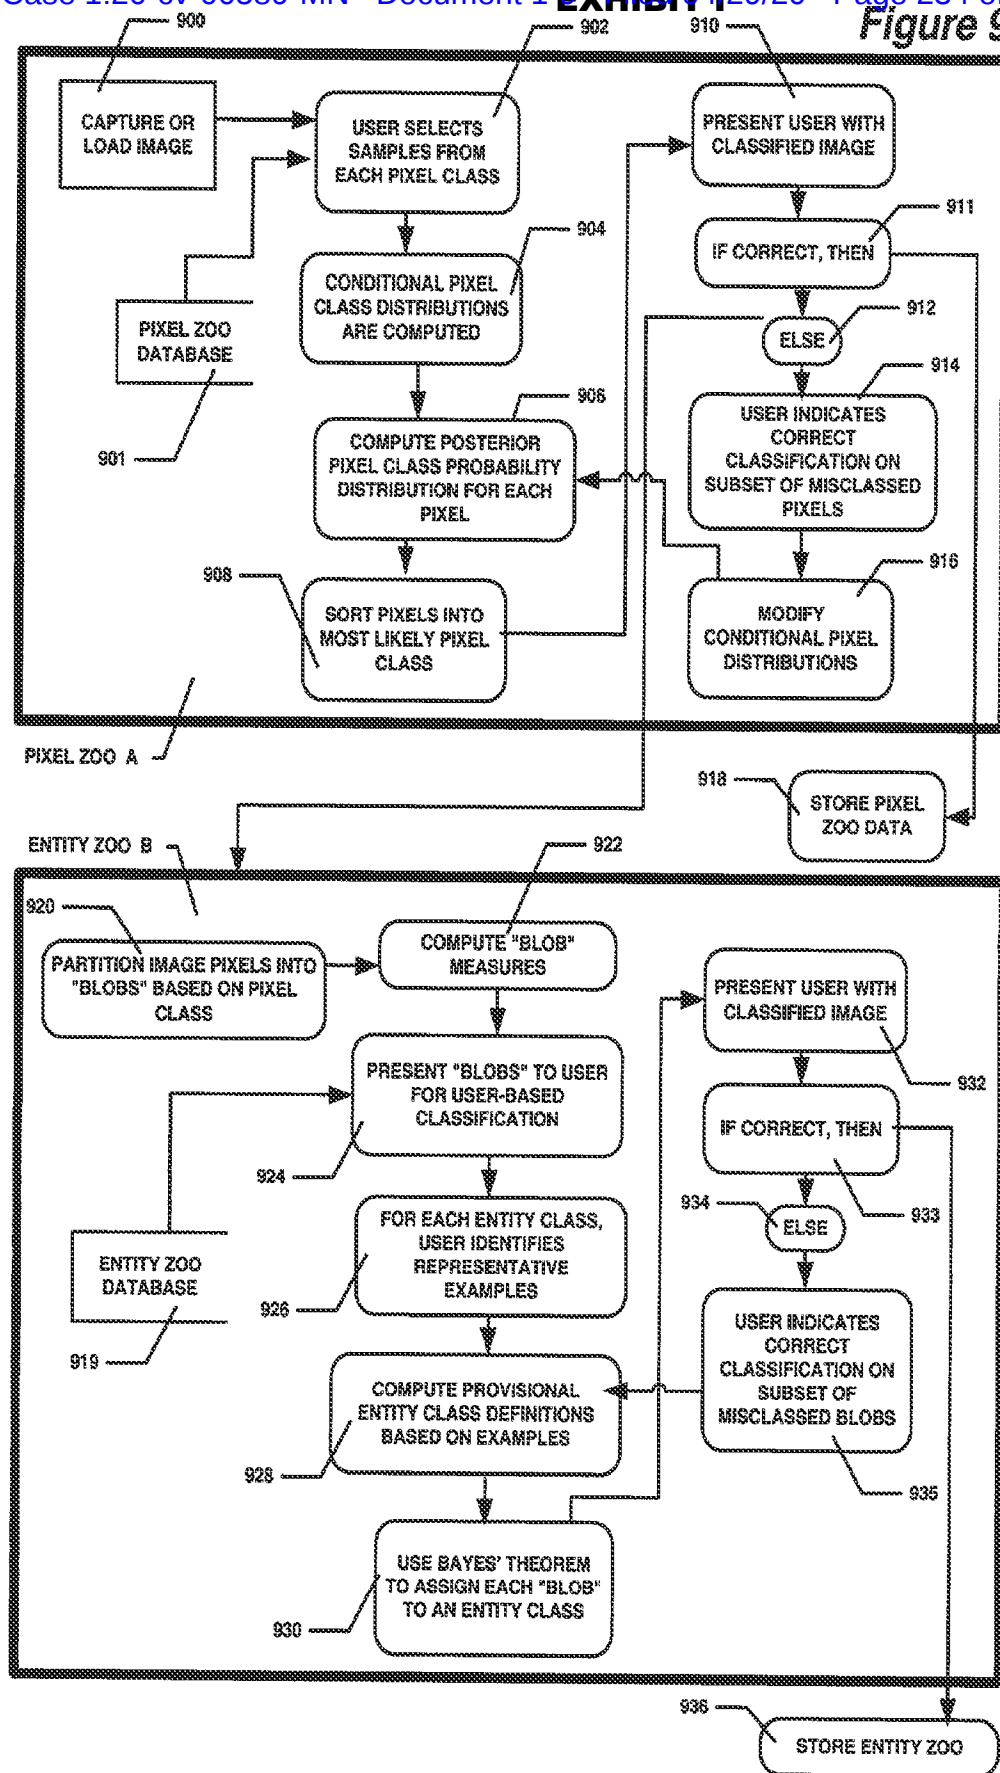 EXHIBIT 1
Figure 9
900
902
910
CAPTURE OR
LOAD IMAGE
USER SELECTS
SAMPLES FROM
EACH PIXEL CLASS
PRESENT USER WITH
CLASSIFIED IMAGE
911
904
IF CORRECT, THEN
CONDITIONAL PIXEL
CLASS DISTRIBUTIONS
ARE COMPUTED
912
PIXEL ZOO
DATABASE
ELSE
914
906
901
USER INDICATES
CORRECT
CLASSIFICATION ON
SUBSET OF MISCLASSED
PIXELS
COMPUTE POSTERIOR
PIXEL CLASS PROBABILITY
DISTRIBUTION FOR EACH
PIXEL
908
916
SORT PIXELS INTO
MOST LIKELY PIXEL
CLASS
MODIFY
CONDITIONAL PIXEL
DISTRIBUTIONS
PIXEL ZOO A
918
STORE PIXEL
ZOO DATA
ENTITY ZOO B
922
920
COMPUTE "BLOB"
MEASURES
PARTITION IMAGE PIXELS INTO
"BLOBS" BASED ON PIXEL
CLASS
PRESENT USER WITH
CLASSIFIED IMAGE
PRESENT "BLOBS" TO USER
FOR USER-BASED
CLASSIFICATION
932
924
IF CORRECT, THEN
934
933
ELSE
FOR EACH ENTITY CLASS,
USER IDENTIFIES
REPRESENTATIVE
EXAMPLES
ENTITY ZOO
DATABASE
926
919
USER INDICATES
CORRECT
CLASSIFICATION ON
SUBSET OF
MISCLASSED BLOBS
COMPUTE PROVISIONAL
ENTITY CLASS DEFINITIONS
BASED ON EXAMPLES
928
935
USE BAYES' THEOREM
TO ASSIGN EACH "BLOB"
TO AN ENTITY CLASS
930
936
STORE ENTITY ZOO